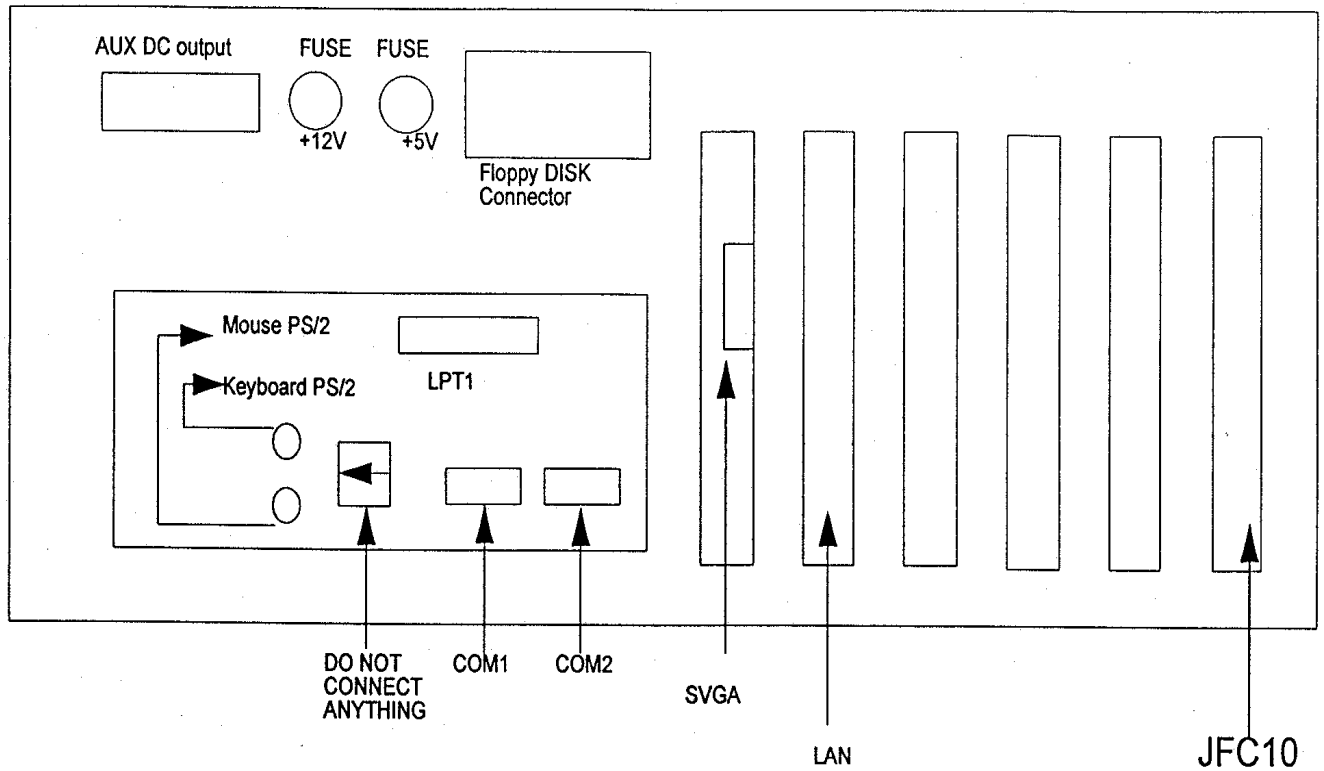 AUX DC output
FUSE
FUSE
+12V
+5V
Floppy DISK
Connector
Mouse PS/2
LPT1
Keyboard PS/2
DO NOT
CONNECT
ANYTHING
COM1
COM2
SVGA
LAN
JFC10